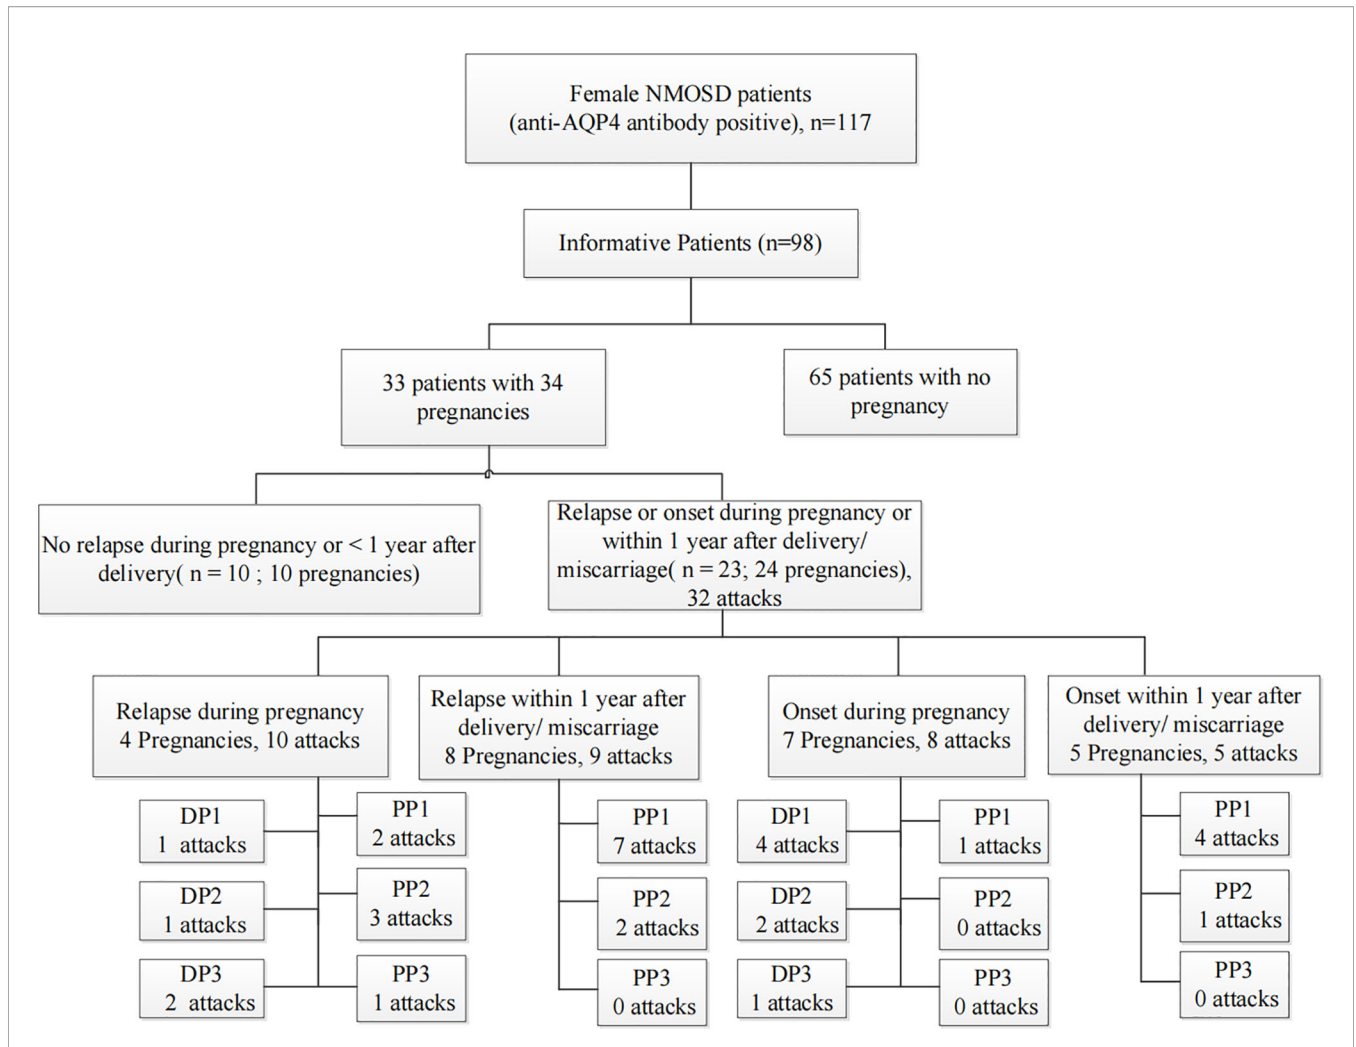 Female NMOSD patients
(anti-AQP4 antibody positive), n=117
Informative Patients (n=98)
33 patients with 34
pregnancies
65 patients with no
pregnancy
No relapse during pregnancy or < 1 year after
delivery( n = 10 ; 10 pregnancies)
Relapse or onset during pregnancy or
within 1 year after delivery/
miscarriage( n = 23; 24 pregnancies),
32 attacks
Relapse during pregnancy
4 Pregnancies, 10 attacks
Relapse within 1 year after
delivery/ miscarriage
8 Pregnancies, 9 attacks
Onset during pregnancy
7 Pregnancies, 8 attacks
Onset within 1 year after
delivery/ miscarriage
5 Pregnancies, 5 attacks
DP1
1 attacks
DP2
1 attacks
DP3
2 attacks
PP1
2 attacks
PP2
3 attacks
PP3
1 attacks
PP1
7 attacks
PP2
2 attacks
PP3
0 attacks
DP1
4 attacks
DP2
2 attacks
DP3
1 attacks
PP1
1 attacks
PP2
0 attacks
PP3
0 attacks
PP1
4 attacks
PP2
1 attacks
PP3
0 attacks